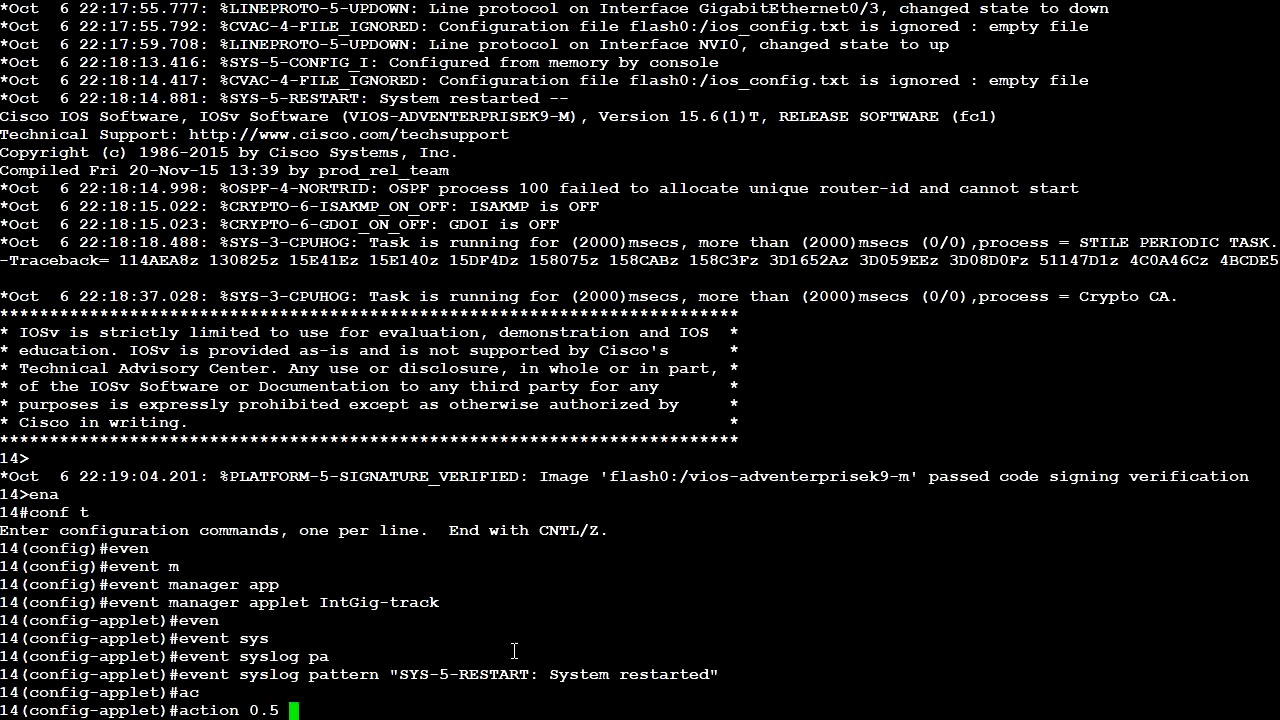 *Oct  6 22:17:55.777: %LINEPROTO-5-UPDOWN: Line protocol on Interface GigabitEthernet0/3, changed state to down
*Oct  6 22:17:55.792: %CVAC-4-FILE_IGNORED: Configuration file flash0:/ios_config.txt is ignored : empty file
*Oct  6 22:17:59.708: %LINEPROTO-5-UPDOWN: Line protocol on Interface NVI0, changed state to up
*Oct  6 22:18:13.416: %SYS-5-CONFIG_I: Configured from memory by console
*Oct  6 22:18:14.417: %CVAC-4-FILE_IGNORED: Configuration file flash0:/ios_config.txt is ignored : empty file
*Oct  6 22:18:14.881: %SYS-5-RESTART: System restarted --
Cisco IOS Software, IOSv Software (VIOS-ADVENTERPRISEK9-M), Version 15.6(1)T, RELEASE SOFTWARE (fc1)
Technical Support: http://www.cisco.com/techsupport
Copyright (c) 1986-2015 by Cisco Systems, Inc.
Compiled Fri 20-Nov-15 13:39 by prod_rel_team
*Oct  6 22:18:14.998: %OSPF-4-NORTRID: OSPF process 100 failed to allocate unique router-id and cannot start
*Oct  6 22:18:15.022: %CRYPTO-6-ISAKMP_ON_OFF: ISAKMP is OFF
*Oct  6 22:18:15.023: %CRYPTO-6-GDOI_ON_OFF: GDOI is OFF
*Oct  6 22:18:18.488: %SYS-3-CPUHOG: Task is running for (2000)msecs, more than (2000)msecs (0/0),process = STILE PERIODIC TASK.
-Traceback= 114AEA8z 130825z 15E41Ez 15E140z 15DF4Dz 158075z 158CABz 158C3Fz 3D1652Az 3D059EEz 3D08D0Fz 51147D1z 4C0A46Cz 4BCDE5
*Oct  6 22:18:37.028: %SYS-3-CPUHOG: Task is running for (2000)msecs, more than (2000)msecs (0/0),process = Crypto CA.
**************************************************************************
* IOSv is strictly limited to use for evaluation, demonstration and IOS  *
* education. IOSv is provided as-is and is not supported by Cisco's      *
* Technical Advisory Center. Any use or disclosure, in whole or in part, *
* of the IOSv Software or Documentation to any third party for any       *
* purposes is expressly prohibited except as otherwise authorized by     *
* Cisco in writing.                                                      *
**************************************************************************
14>
*Oct  6 22:19:04.201: %PLATFORM-5-SIGNATURE_VERIFIED: Image 'flash0:/vios-adventerprisek9-m' passed code signing verification
14>ena
14#conf t
Enter configuration commands, one per line.  End with CNTL/Z.
14(config)#even
14(config)#event m
14(config)#event manager app
14(config)#event manager applet IntGig-track
14(config-applet)#even
14(config-applet)#event sys
14(config-applet)#event syslog pa
14(config-applet)#event syslog pattern "SYS-5-RESTART: System restarted"
14(config-applet)#ac
14(config-applet)#action 0.5